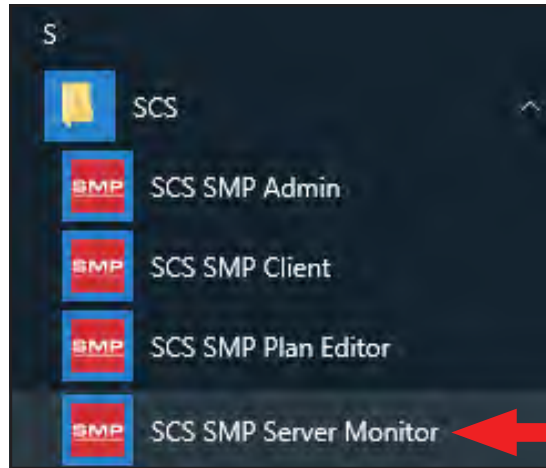 S
SCS
SMP SCS SMP Admin
SMP SCS SMP Client
SMP SCS SMP Plan Editor
SMP SCS SMP Server Monitor